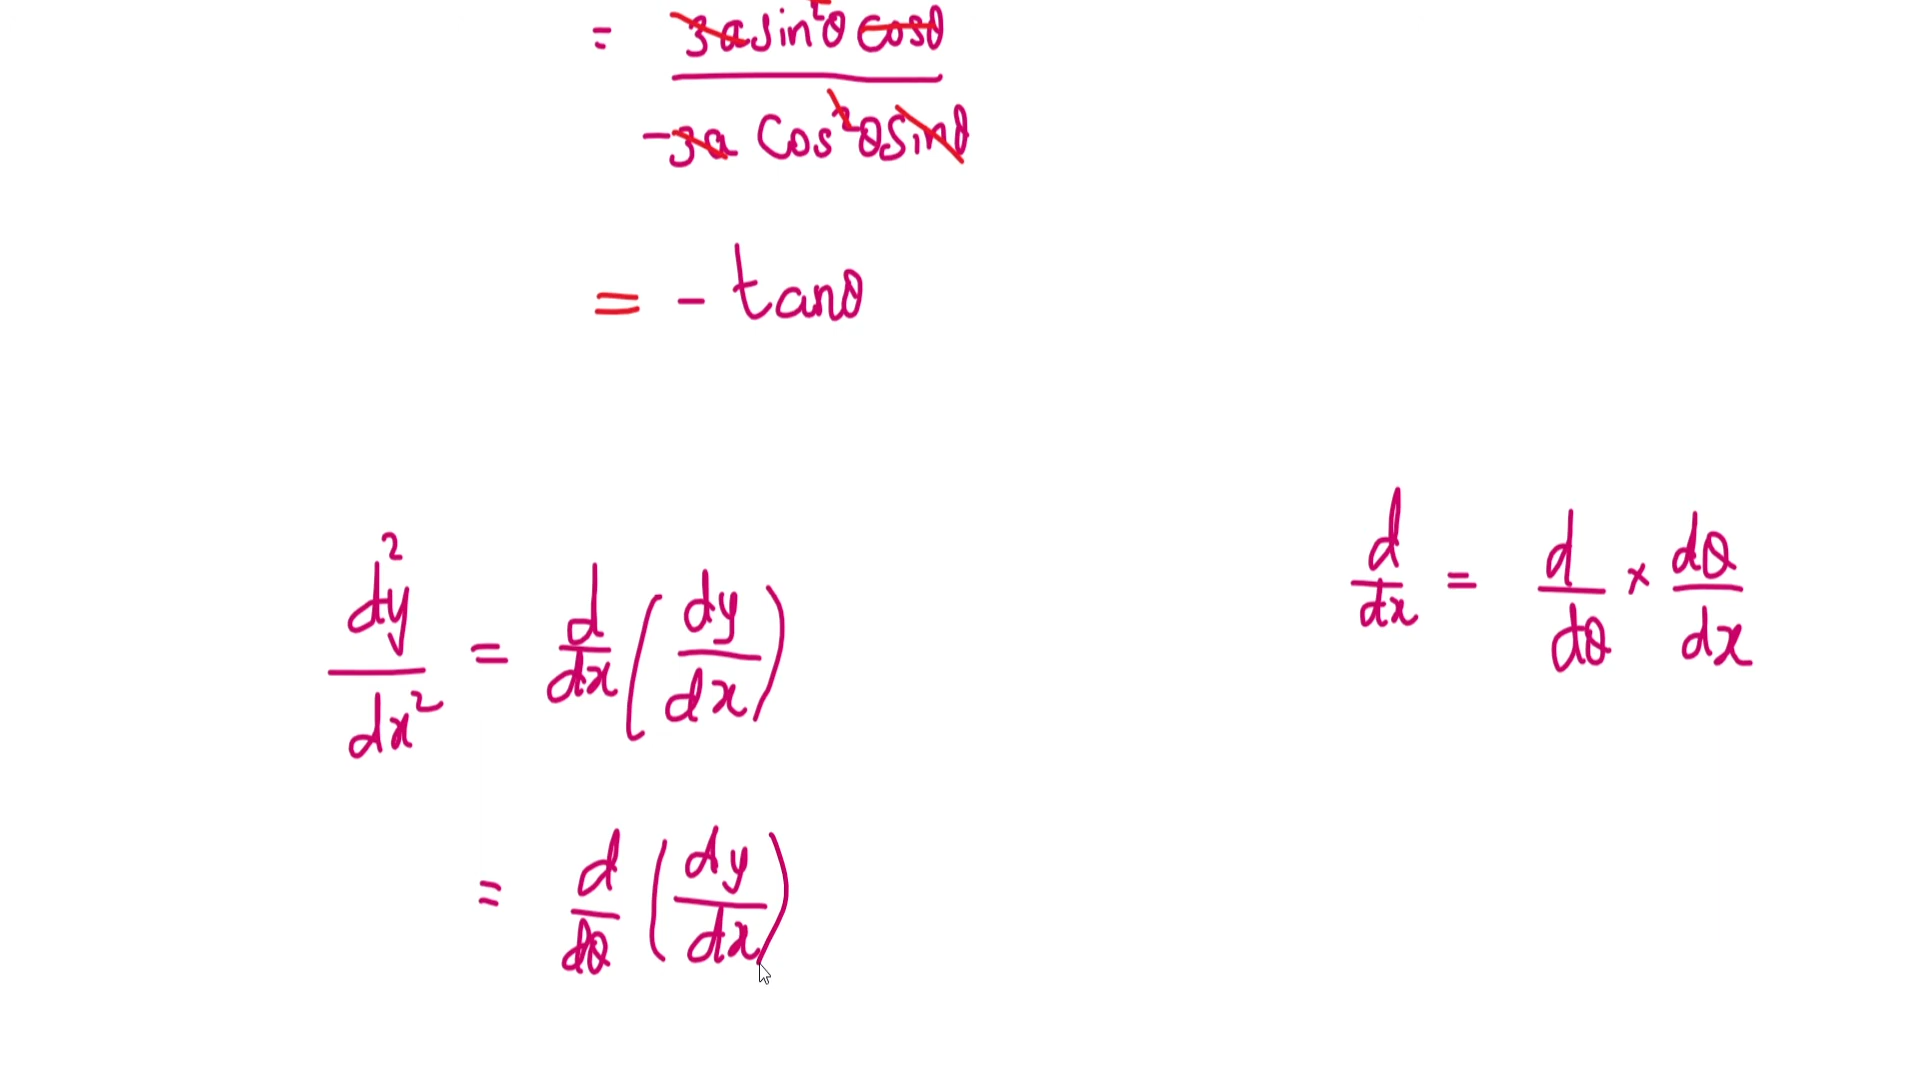 = 3a sin²θ cosθ / -3a cos²θ sinθ
= - tanθ
d²y/dx² = d/dx (dy/dx)
d/dx = d/dθ × dθ/dx
= d/dθ (dy/dx)